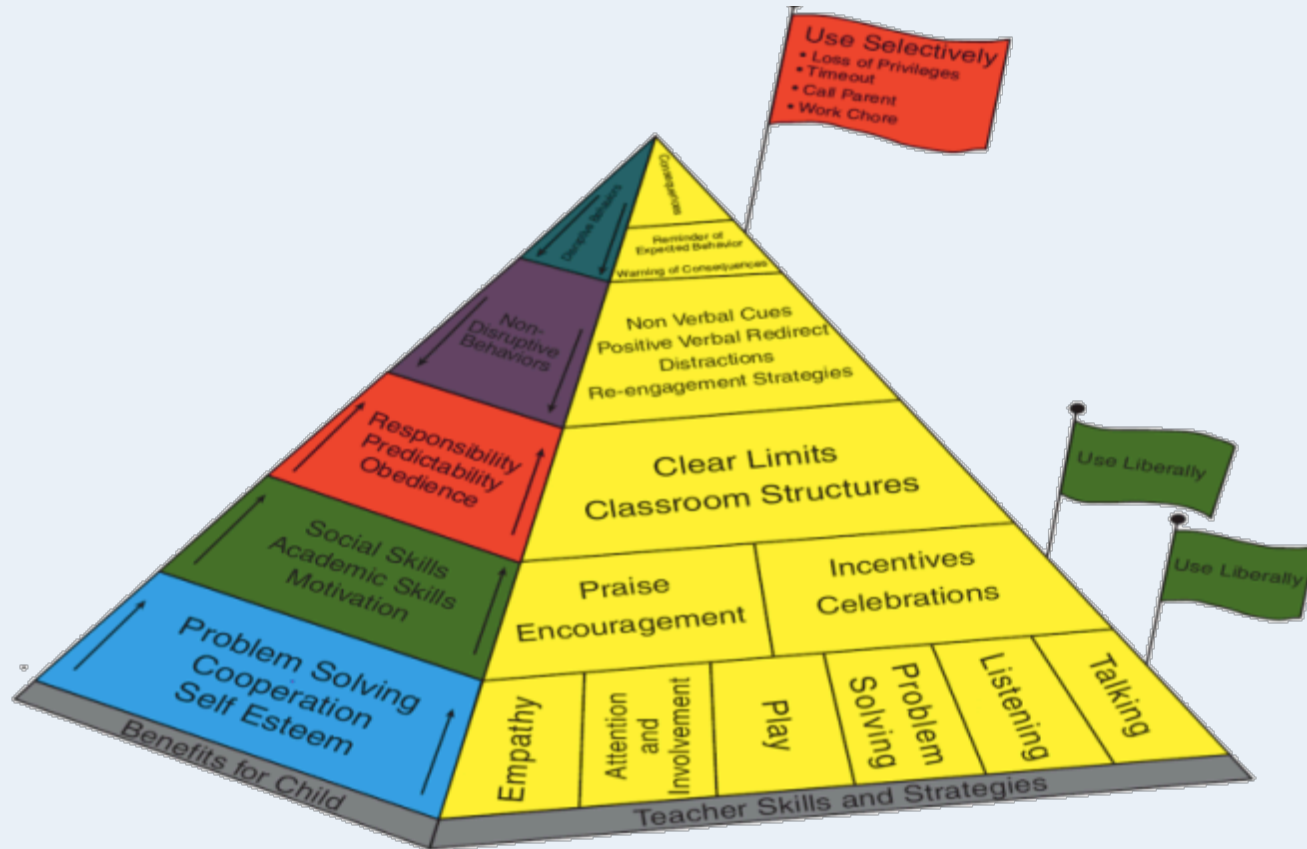 Use Selectively
• Loss of Privileges
• Timeout
• Call Parent
• Work Chore
Disruptive Behaviors
Consequences
Reminder of
Expected Behavior
Warning of Consequences
Non-
Disruptive
Behaviors
Non Verbal Cues
Positive Verbal Redirect
Distractions
Re-engagement Strategies
Responsibility
Predictability
Obedience
Clear Limits
Classroom Structures
Use Liberally
Social Skills
Academic Skills
Motivation
Praise
Encouragement
Incentives
Celebrations
Use Liberally
Problem Solving
Cooperation
Self Esteem
Empathy
Attention
and
Involvement
Play
Problem
Solving
Listening
Talking
Benefits for Child
Teacher Skills and Strategies